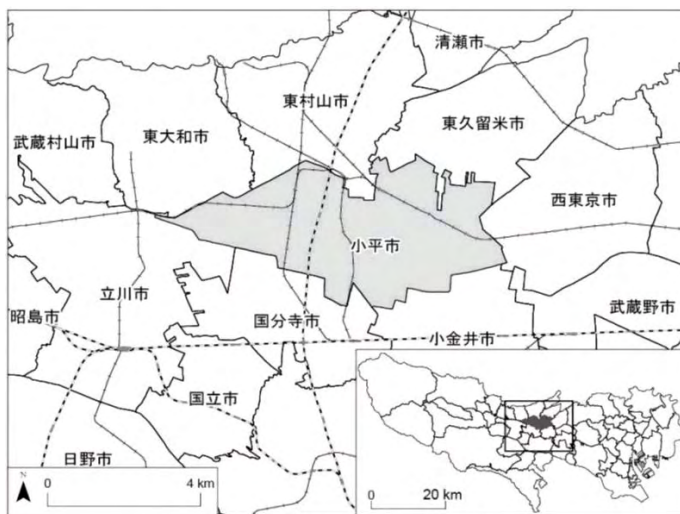 清瀬市
東村山市
東久留米市
武蔵村山市
東大和市
西東京市
小平市
立川市
昭島市
国分寺市
小金井市
武蔵野市
国立市
日野市
N
0 4 km
0 20 km